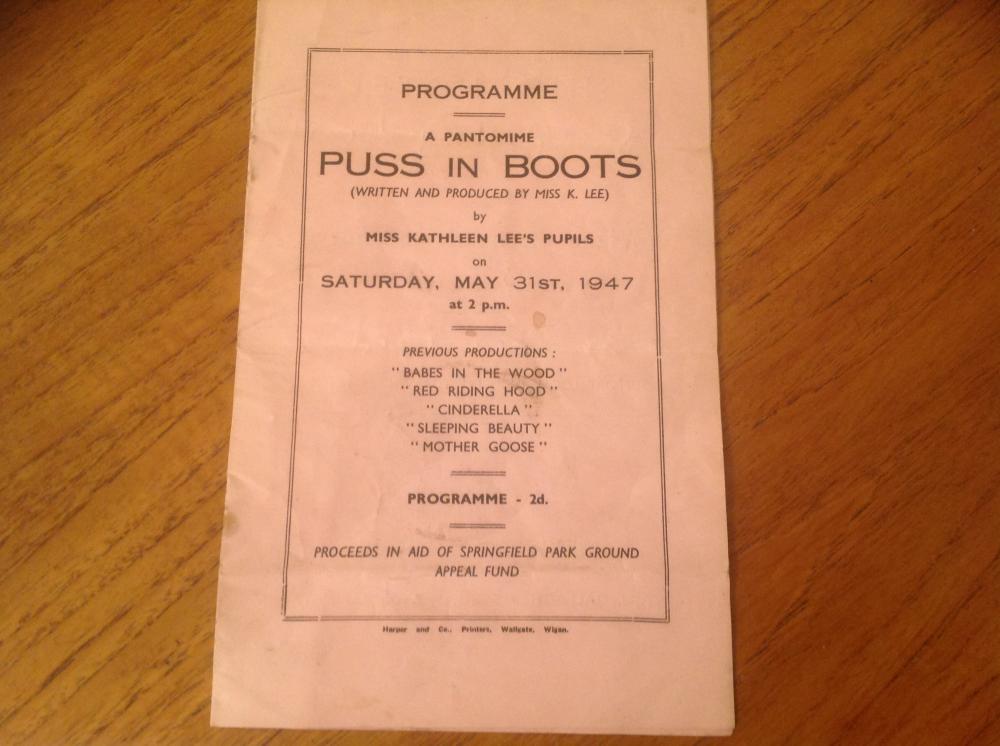 PROGRAMME
A PANTOMIME
PUSS IN BOOTS
(WRITTEN AND PRODUCED BY MISS K. LEE)
by
MISS KATHLEEN LEE'S PUPILS
on
SATURDAY, MAY 31ST, 1947
at 2 p.m.
PREVIOUS PRODUCTIONS :
"BABES IN THE WOOD"
"RED RIDING HOOD"
"CINDERELLA"
"SLEEPING BEAUTY"
"MOTHER GOOSE"
PROGRAMME - 2d.
PROCEEDS IN AID OF SPRINGFIELD PARK GROUND
APPEAL FUND
Harper and Co., Printers, Wallgate, Wigan.